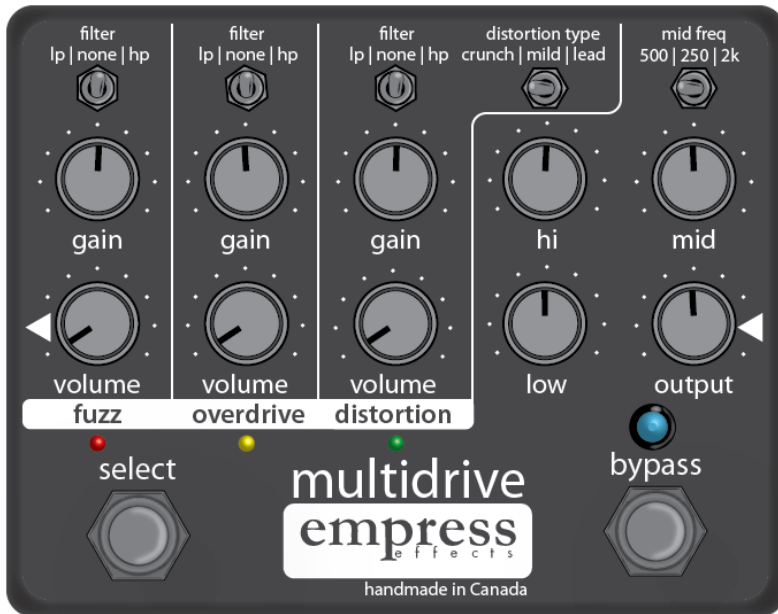 filter
lp | none | hp
filter
lp | none | hp
filter
lp | none | hp
distortion type
crunch | mild | lead
mid freq
500 | 250 | 2k
gain
gain
gain
hi
mid
volume
volume
volume
low
output
fuzz
overdrive
distortion
select
multidrive
bypass
empress
effects
handmade in Canada